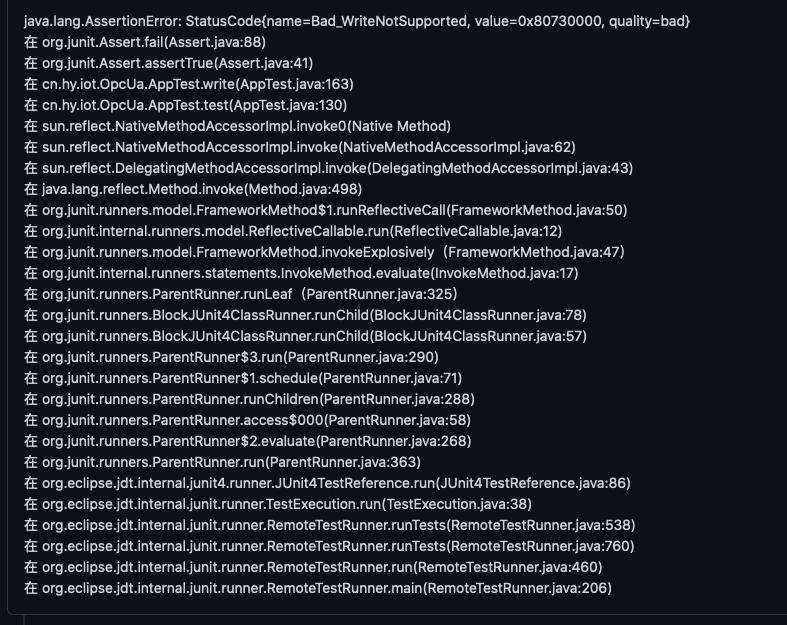 java.lang.AssertionError: StatusCode{name=Bad_WriteNotSupported, value=0x80730000, quality=bad}
在 org.junit.Assert.fail(Assert.java:88)
在 org.junit.Assert.assertTrue(Assert.java:41)
在 cn.hy.iot.OpcUa.AppTest.write(AppTest.java:163)
在 cn.hy.iot.OpcUa.AppTest.test(AppTest.java:130)
在 sun.reflect.NativeMethodAccessorImpl.invoke0(Native Method)
在 sun.reflect.NativeMethodAccessorImpl.invoke(NativeMethodAccessorImpl.java:62)
在 sun.reflect.DelegatingMethodAccessorImpl.invoke(DelegatingMethodAccessorImpl.java:43)
在 java.lang.reflect.Method.invoke(Method.java:498)
在 org.junit.runners.model.FrameworkMethod$1.runReflectiveCall(FrameworkMethod.java:50)
在 org.junit.internal.runners.model.ReflectiveCallable.run(ReflectiveCallable.java:12)
在 org.junit.runners.model.FrameworkMethod.invokeExplosively（FrameworkMethod.java:47）
在 org.junit.internal.runners.statements.InvokeMethod.evaluate(InvokeMethod.java:17)
在 org.junit.runners.ParentRunner.runLeaf（ParentRunner.java:325）
在 org.junit.runners.BlockJUnit4ClassRunner.runChild(BlockJUnit4ClassRunner.java:78)
在 org.junit.runners.BlockJUnit4ClassRunner.runChild(BlockJUnit4ClassRunner.java:57)
在 org.junit.runners.ParentRunner$3.run(ParentRunner.java:290)
在 org.junit.runners.ParentRunner$1.schedule(ParentRunner.java:71)
在 org.junit.runners.ParentRunner.runChildren(ParentRunner.java:288)
在 org.junit.runners.ParentRunner.access$000(ParentRunner.java:58)
在 org.junit.runners.ParentRunner$2.evaluate(ParentRunner.java:268)
在 org.junit.runners.ParentRunner.run(ParentRunner.java:363)
在 org.eclipse.jdt.internal.junit4.runner.JUnit4TestReference.run(JUnit4TestReference.java:86)
在 org.eclipse.jdt.internal.junit.runner.TestExecution.run(TestExecution.java:38)
在 org.eclipse.jdt.internal.junit.runner.RemoteTestRunner.runTests(RemoteTestRunner.java:538)
在 org.eclipse.jdt.internal.junit.runner.RemoteTestRunner.runTests(RemoteTestRunner.java:760)
在 org.eclipse.jdt.internal.junit.runner.RemoteTestRunner.run(RemoteTestRunner.java:460)
在 org.eclipse.jdt.internal.junit.runner.RemoteTestRunner.main(RemoteTestRunner.java:206)